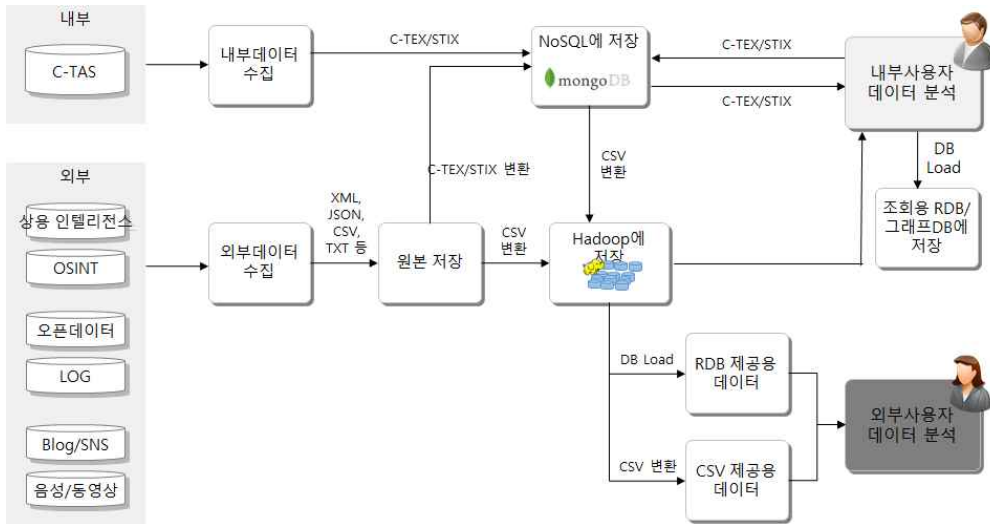 내부
C-TAS
내부데이터
수집
C-TEX/STIX
NoSQL에 저장
mongoDB
C-TEX/STIX
C-TEX/STIX
내부사용자
데이터 분석
DB
Load
조회용 RDB/
그래프DB에
저장
외부
상용 인텔리전스
OSINT
오픈데이터
LOG
Blog/SNS
음성/동영상
외부데이터
수집
XML,
JSON,
CSV,
TXT 등
원본 저장
C-TEX/STIX 변환
CSV
변환
CSV
변환
Hadoop에
저장
DB Load
RDB 제공용
데이터
CSV 변환
CSV 제공용
데이터
외부사용자
데이터 분석